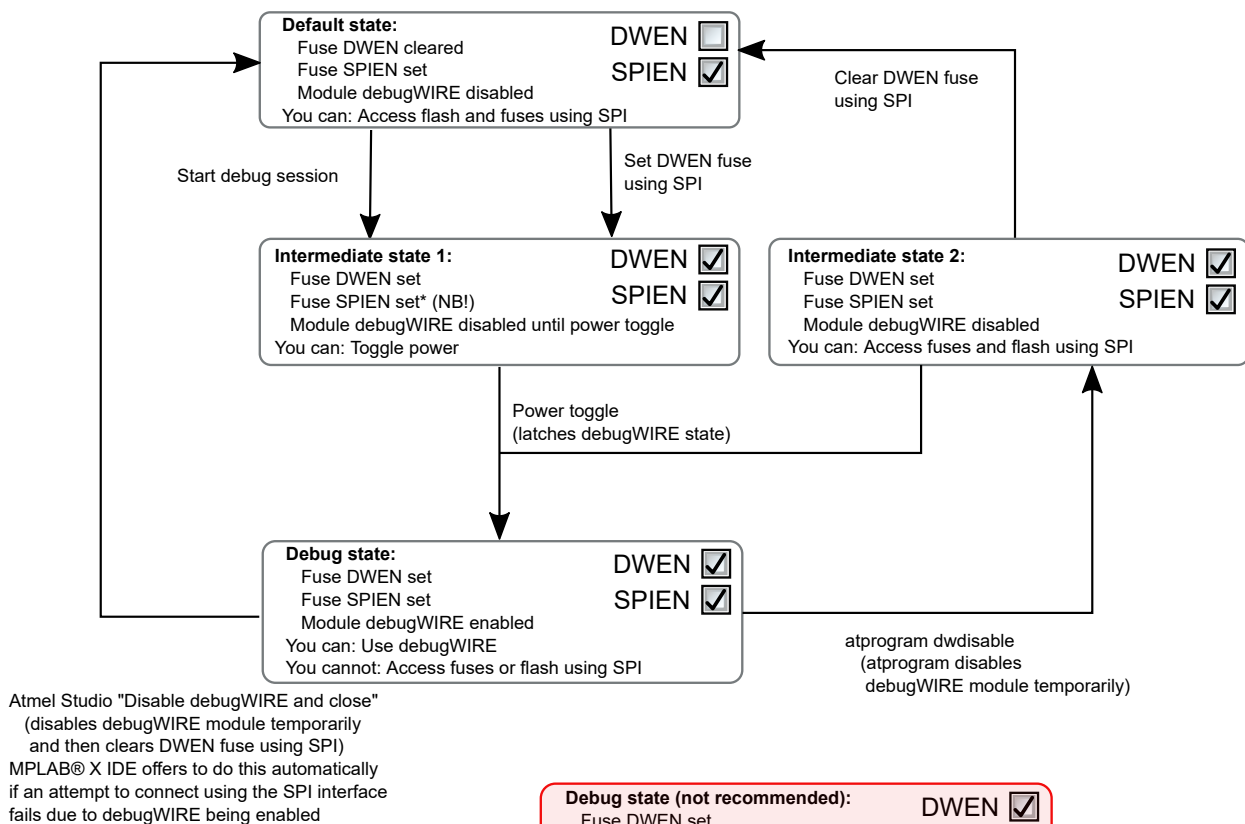 Default state:
Fuse DWEN cleared
Fuse SPIEN set
Module debugWIRE disabled
You can: Access flash and fuses using SPI
DWEN
SPIEN
Clear DWEN fuse
using SPI
Start debug session
Set DWEN fuse
using SPI
Intermediate state 1:
Fuse DWEN set
Fuse SPIEN set* (NB!)
Module debugWIRE disabled until power toggle
You can: Toggle power
DWEN
SPIEN
Intermediate state 2:
Fuse DWEN set
Fuse SPIEN set
Module debugWIRE disabled
You can: Access fuses and flash using SPI
DWEN
SPIEN
Power toggle
(latches debugWIRE state)
Debug state:
Fuse DWEN set
Fuse SPIEN set
Module debugWIRE enabled
You can: Use debugWIRE
You cannot: Access fuses or flash using SPI
DWEN
SPIEN
atprogram dwdisable
(atprogram disables
debugWIRE module temporarily)
Atmel Studio "Disable debugWIRE and close"
(disables debugWIRE module temporarily
and then clears DWEN fuse using SPI)
MPLAB® X IDE offers to do this automatically
if an attempt to connect using the SPI interface
fails due to debugWIRE being enabled
Debug state (not recommended):
Fuse DWEN set
DWEN